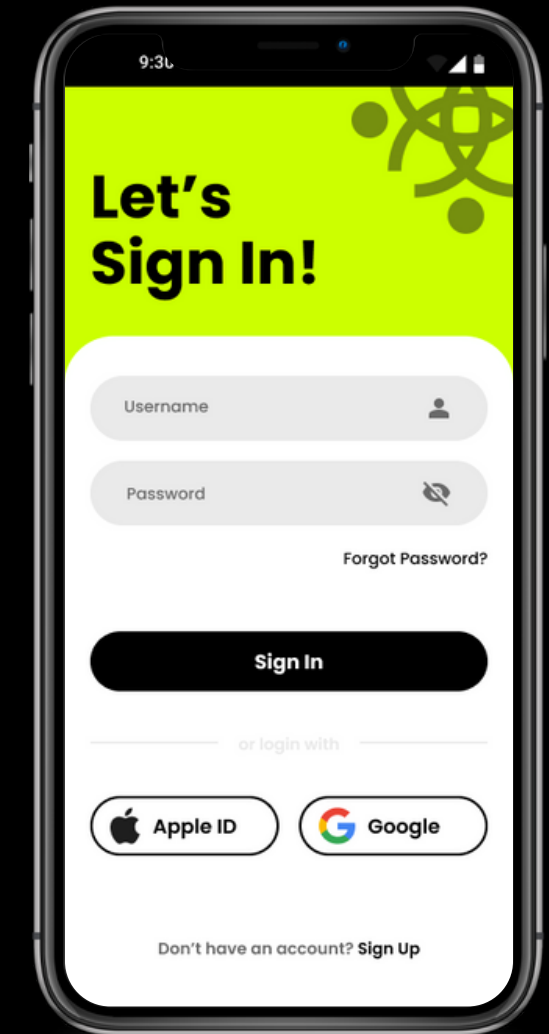 Let’s
Sign In!
Username
Password
Forgot Password?
Sign In
or login with
Apple ID
Google
Don’t have an account? Sign Up